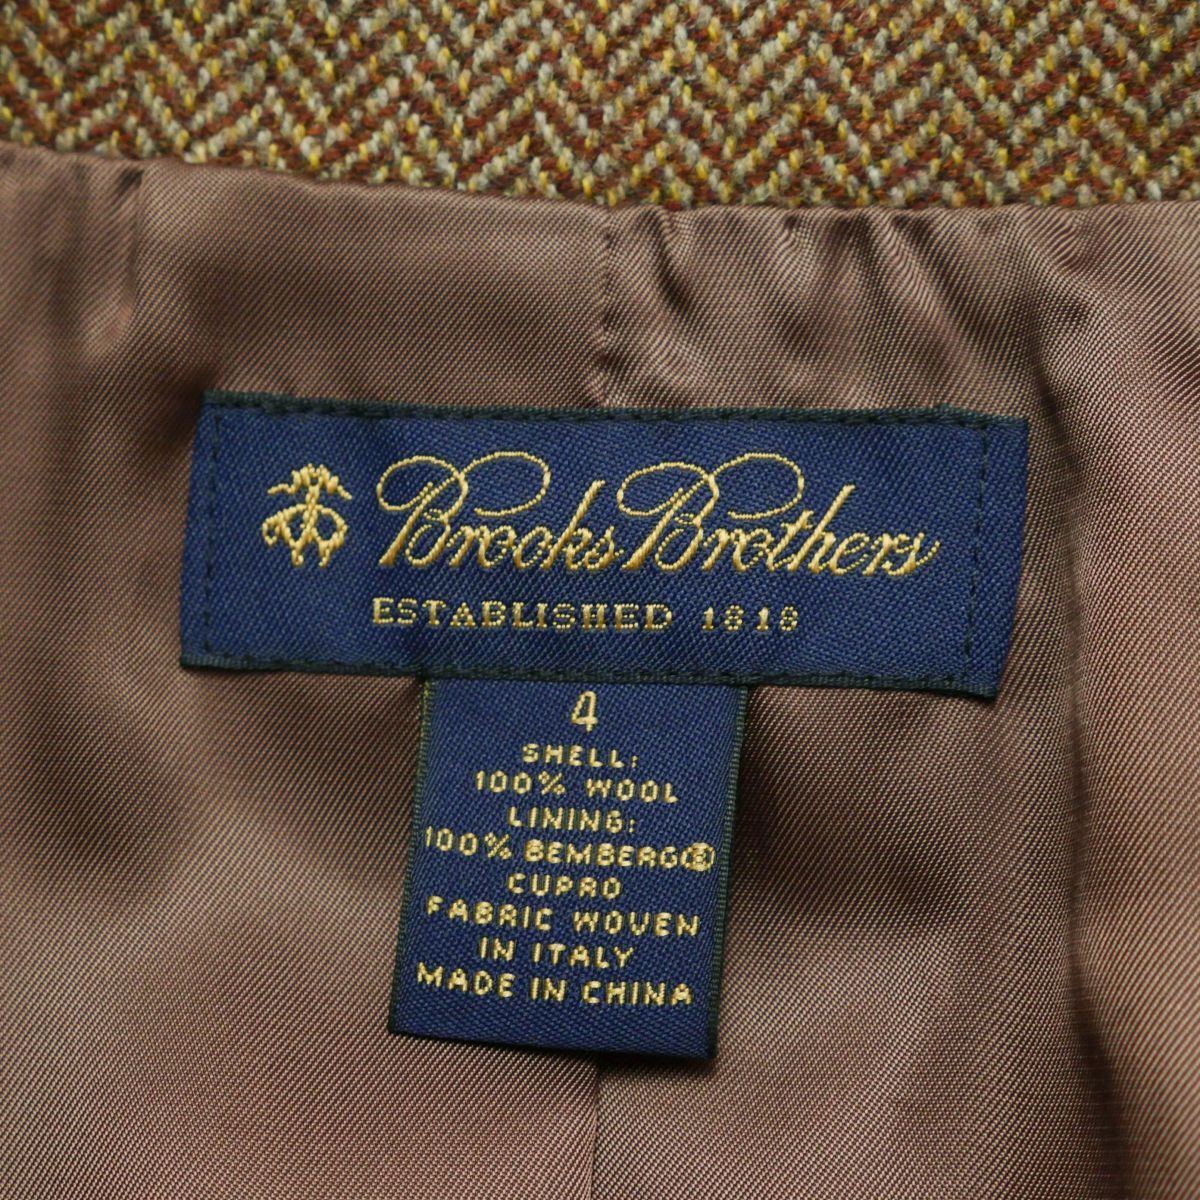 Brooks Brothers
ESTABLISHED 1818
4
SHELL:
100% WOOL
LINING:
100% BEMBERG®
CUPRO
FABRIC WOVEN
IN ITALY
MADE IN CHINA